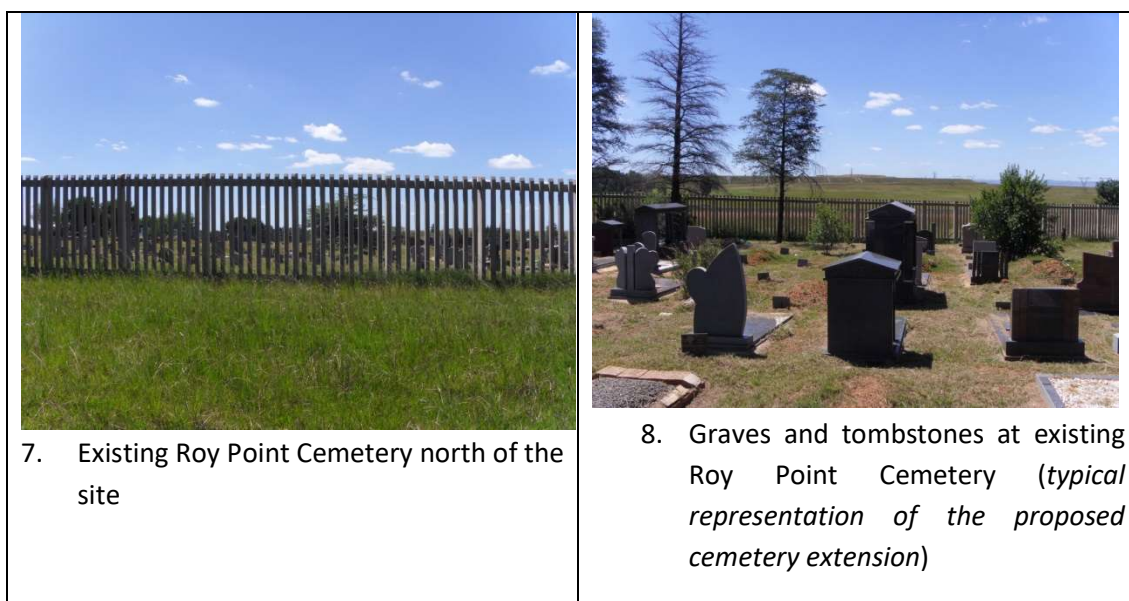 7. Existing Roy Point Cemetery north of the
site
8. Graves and tombstones at existing
Roy Point Cemetery (typical
representation of the proposed
cemetery extension)